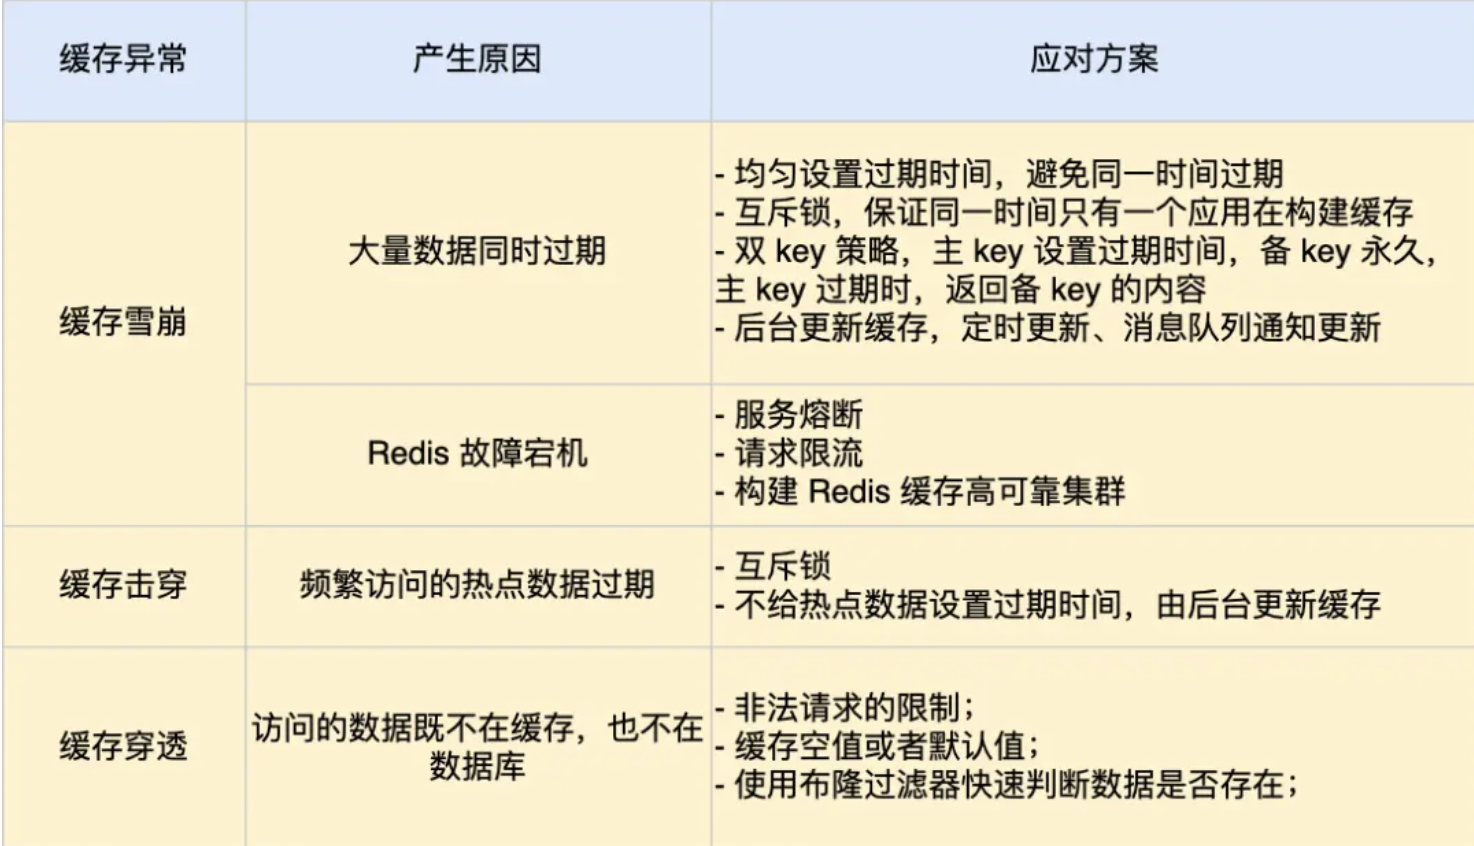 缓存异常
产生原因
应对方案
缓存雪崩
大量数据同时过期
- 均匀设置过期时间，避免同一时间过期
- 互斥锁，保证同一时间只有一个应用在构建缓存
- 双 key 策略，主 key 设置过期时间，备 key 永久，
主 key 过期时，返回备 key 的内容
- 后台更新缓存，定时更新、消息队列通知更新
Redis 故障宕机
- 服务熔断
- 请求限流
- 构建 Redis 缓存高可靠集群
缓存击穿
频繁访问的热点数据过期
- 互斥锁
- 不给热点数据设置过期时间，由后台更新缓存
缓存穿透
访问的数据既不在缓存，也不在
数据库
- 非法请求的限制；
- 缓存空值或者默认值；
- 使用布隆过滤器快速判断数据是否存在；